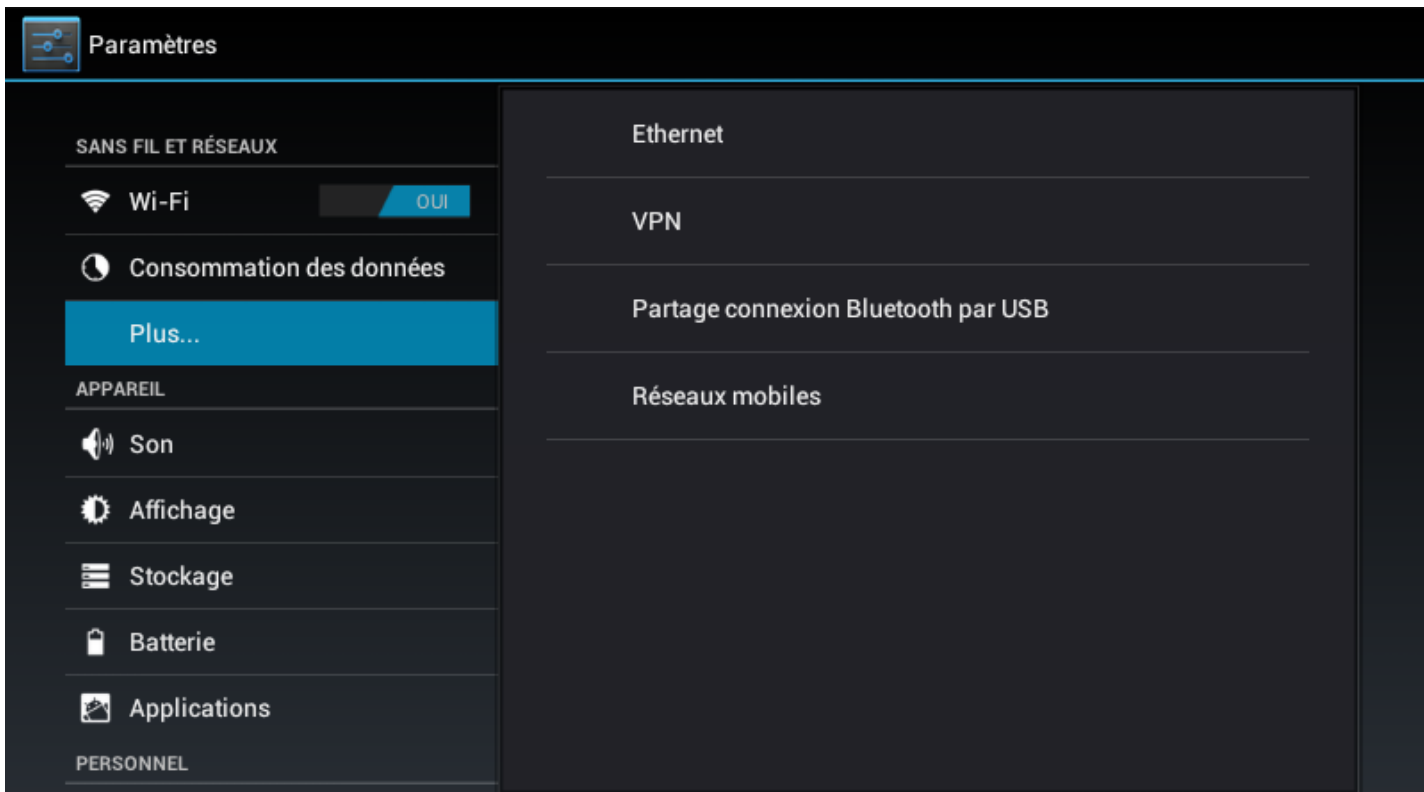 Paramètres
SANS FIL ET RÉSEAUX
Wi-Fi
OUI
Consommation des données
Plus...
APPAREIL
Son
Affichage
Stockage
Batterie
Applications
PERSONNEL
Ethernet
VPN
Partage connexion Bluetooth par USB
Réseaux mobiles